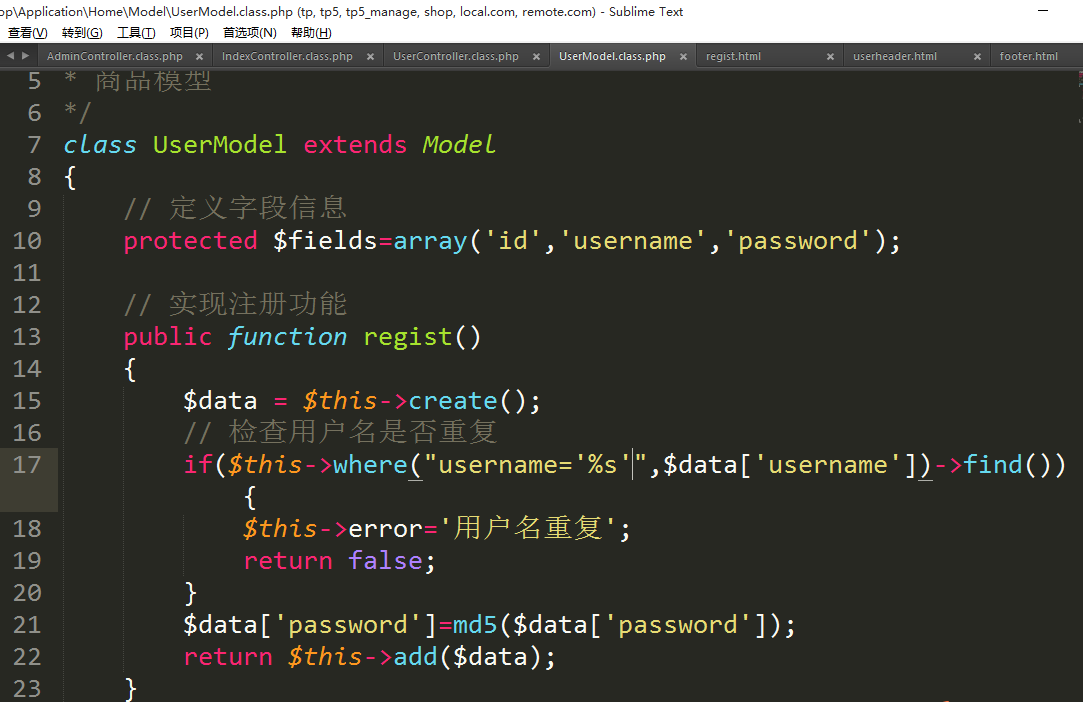 op\Application\Home\Model\UserModel.class.php (tp, tp5, tp5_manage, shop, local.com, remote.com) - Sublime Text
查看(V) 转到(G) 工具(T) 项目(P) 首选项(N) 帮助(H)
AdminController.class.php × IndexController.class.php × UserController.class.php × UserModel.class.php × regist.html × userheader.html × footer.html
5 * 商品模型
6 */
7 class UserModel extends Model
8 {
9 // 定义字段信息
10 protected $fields=array('id','username','password');
11
12 // 实现注册功能
13 public function regist()
14 {
15 $data = $this->create();
16 // 检查用户名是否重复
17 if($this->where("username='%s'",$data['username'])->find())
{
18 $this->error='用户名重复';
19 return false;
20 }
21 $data['password']=md5($data['password']);
22 return $this->add($data);
23 }